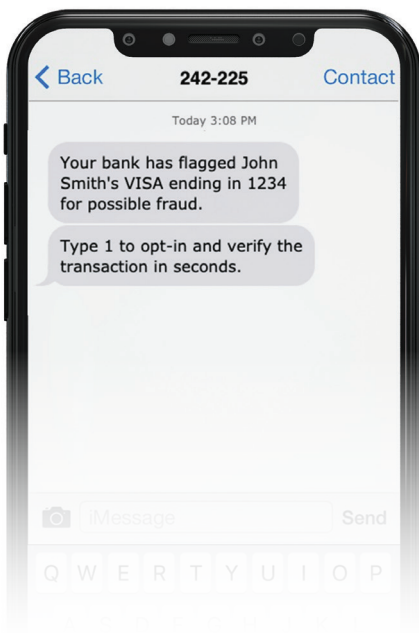 Back
242-225
Contact
Today 3:08 PM
Your bank has flagged John
Smith's VISA ending in 1234
for possible fraud.
Type 1 to opt-in and verify the
transaction in seconds.
iMessage
Send
Q W E R T Y U I O P